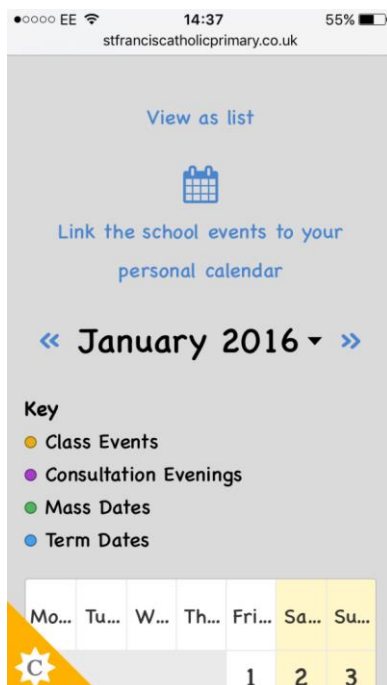 EE 14:37 55%
stfranciscatholicprimary.co.uk
View as list
Link the school events to your
personal calendar
« January 2016 »
Key
Class Events
Consultation Evenings
Mass Dates
Term Dates
Mo... Tu... W... Th... Fri... Sa... Su...
C
1 2 3